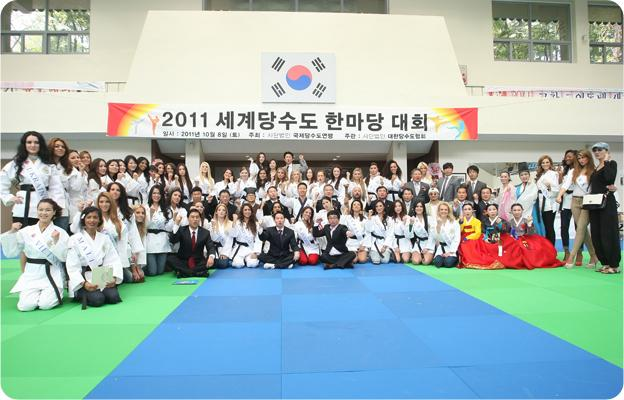 2011 세계당수도 한마당 대회
일시 : 2011년 10월 8일 (토) 주최 : 사단법인 국제당수도연맹 주관 : 사단법인 대한당수도협회